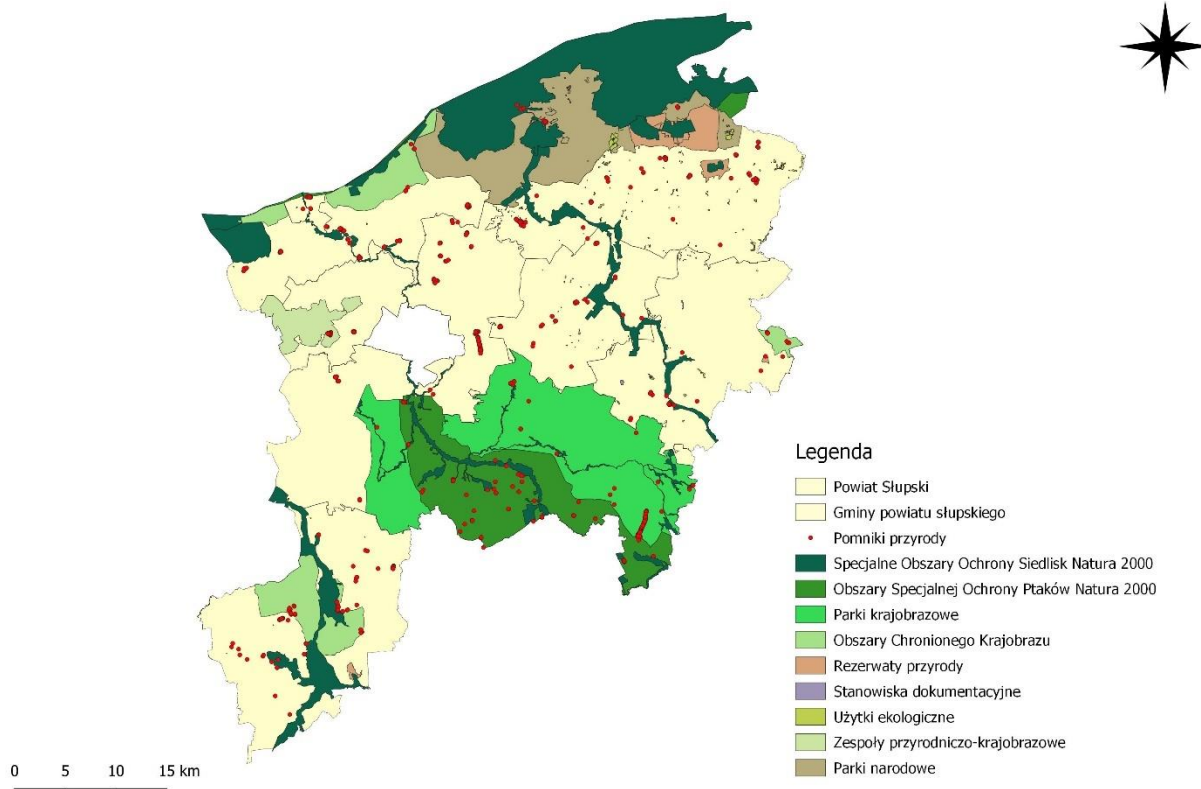 Legenda
Powiat Słupski
Gminy powiatu słupskiego
Pomniki przyrody
Specjalne Obszary Ochrony Siedlisk Natura 2000
Obszary Specjalnej Ochrony Ptaków Natura 2000
Parki krajobrazowe
Obszary Chronionego Krajobrazu
Rezerwaty przyrody
Stanowiska dokumentacyjne
Użytki ekologiczne
Zespoły przyrodniczo-krajobrazowe
Parki narodowe
0 5 10 15 km